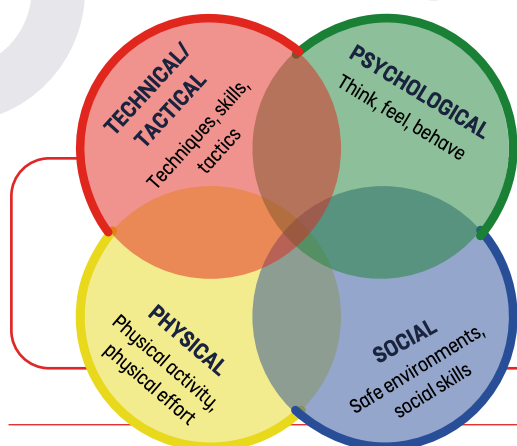 TECHNICAL/
TACTICAL
Techniques, skills,
tactics
PSYCHOLOGICAL
Think, feel, behave
PHYSICAL
Physical activity,
physical effort
SOCIAL
Safe environments,
social skills